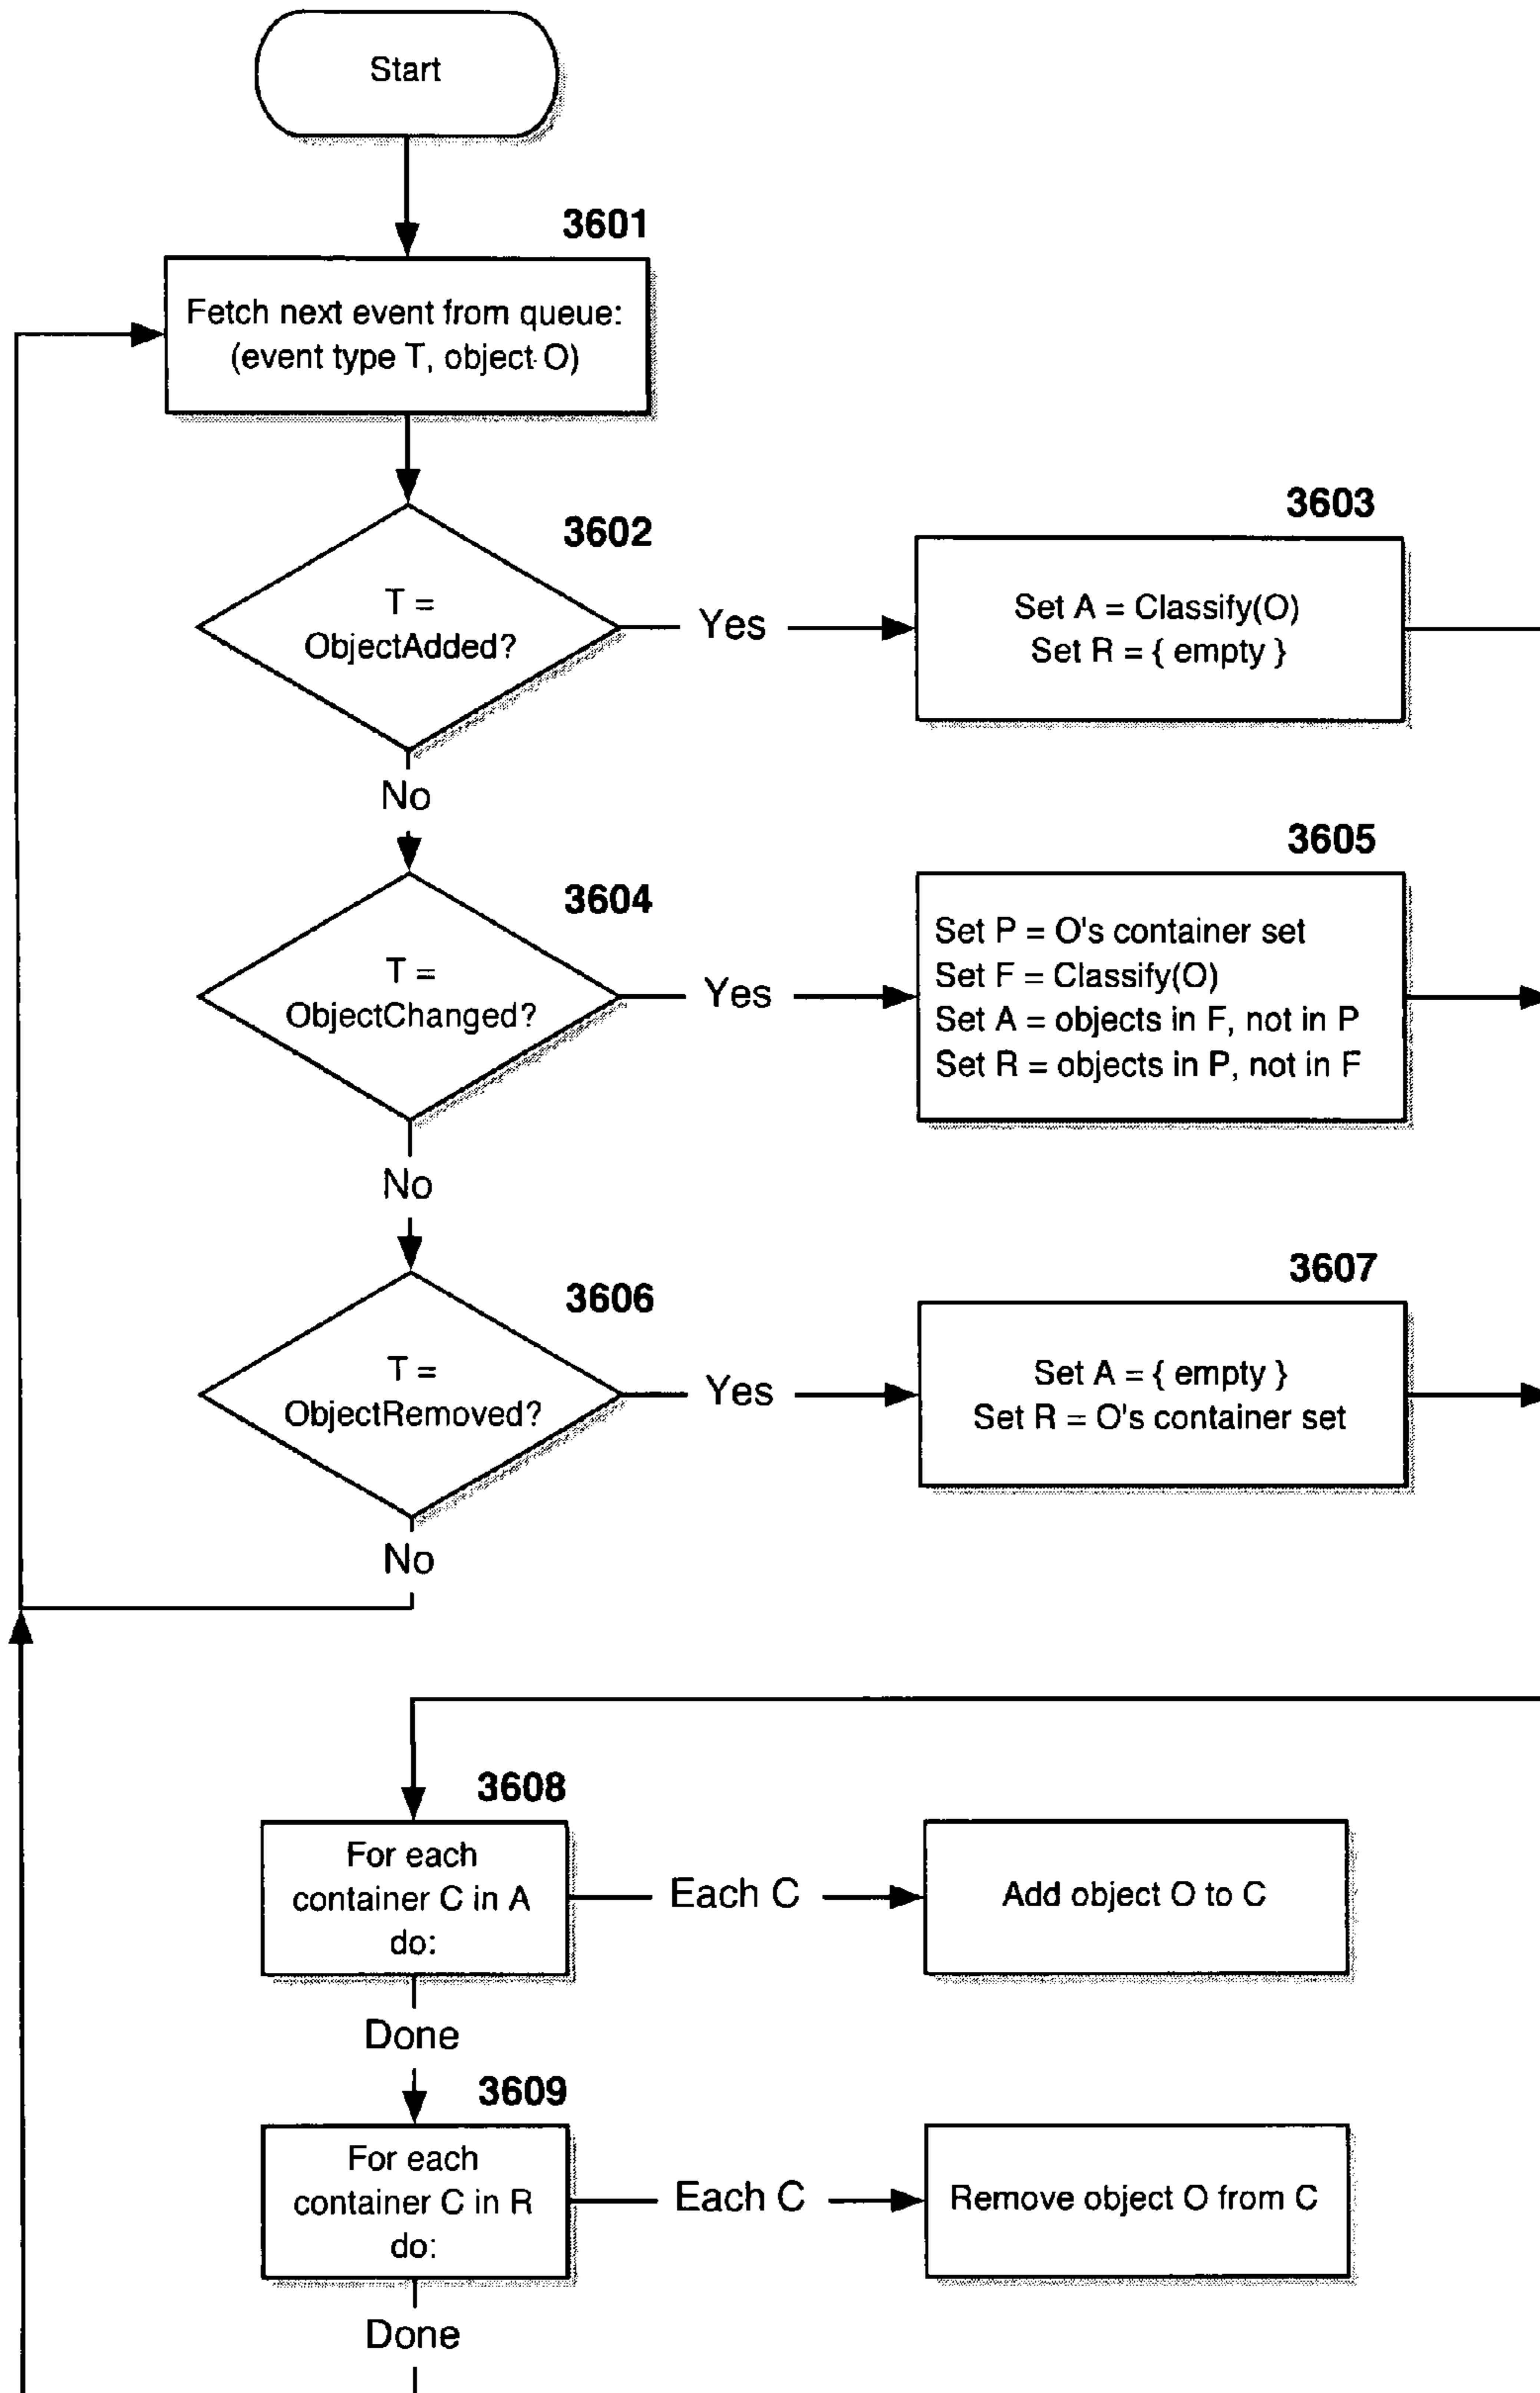 Start
3601
Fetch next event from queue:
(event type T, object O)
3602
T =
ObjectAdded?
Yes
3603
Set A = Classify(O)
Set R = { empty }
No
3604
T =
ObjectChanged?
Yes
3605
Set P = O's container set
Set F = Classify(O)
Set A = objects in F, not in P
Set R = objects in P, not in F
No
3606
T =
ObjectRemoved?
Yes
3607
Set A = { empty }
Set R = O's container set
No
3608
For each
container C in A
do:
Each C
Add object O to C
Done
3609
For each
container C in R
do:
Each C
Remove object O from C
Done